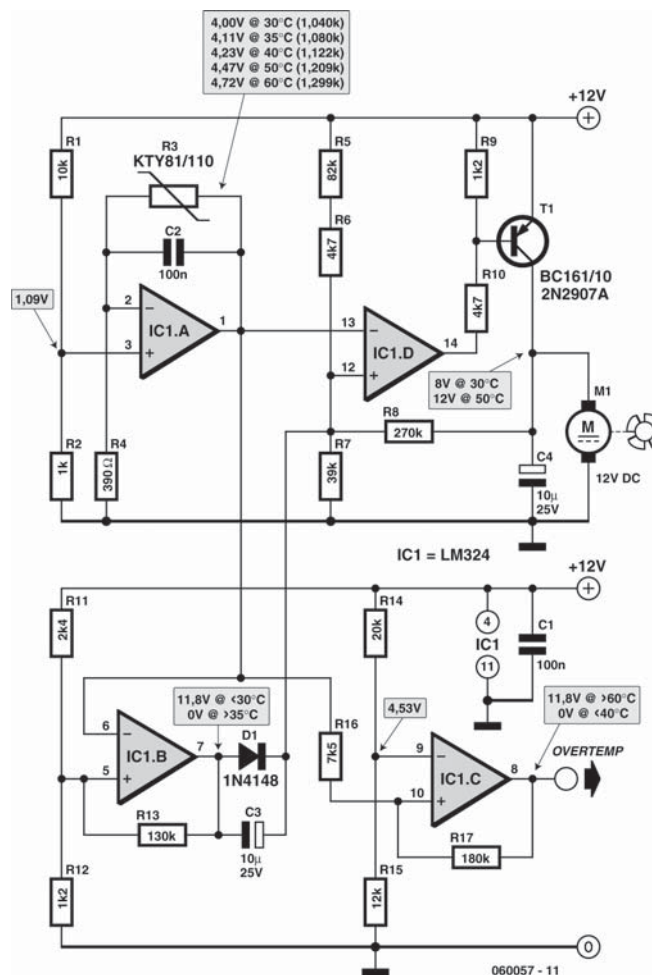 4,00V @ 30°C (1,040k)
4,11V @ 35°C (1,080k)
4,23V @ 40°C (1,122k)
4,47V @ 50°C (1,209k)
4,72V @ 60°C (1,299k)
+12V
R1
10k
R3
KTY81/110
R5
82k
R9
1k2
C2
100n
R6
4k7
T1
BC161/10
2N2907A
R10
4k7
1,09V
2
3
IC1.A
1
13
12
IC1.D
14
8V @ 30°C
12V @ 50°C
M1
M
12V DC
R2
1k
R4
390 Ω
R7
39k
R8
270k
C4
10µ
25V
IC1 = LM324
+12V
R11
2k4
R14
20k
4
IC1
11
C1
100n
11,8V @ <30°C
0V @ >35°C
4,53V
11,8V @ >60°C
0V @ <40°C
6
5
IC1.B
7
D1
1N4148
R16
7k5
9
10
IC1.C
8
OVERTEMP
R13
130k
C3
10µ
25V
R17
180k
R12
1k2
R15
12k
0
060057 - 11